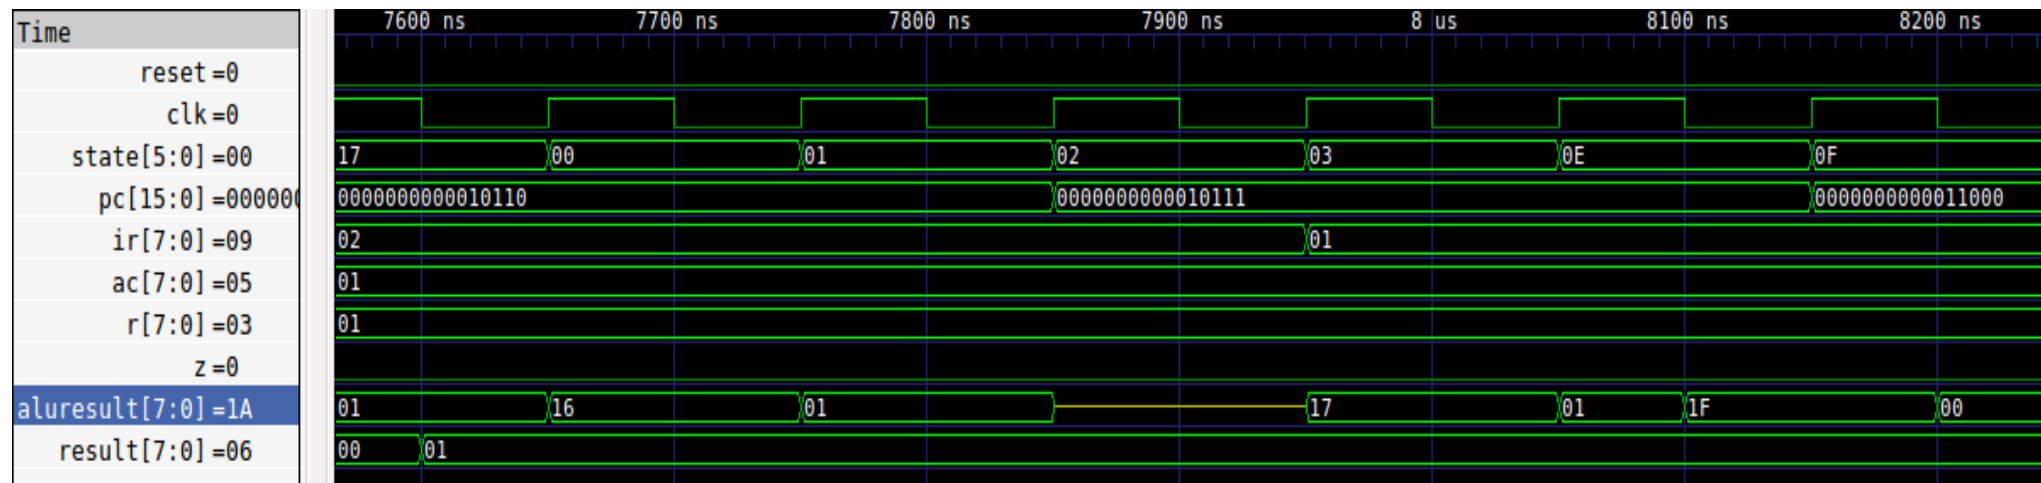 7600 ns 7700 ns 7800 ns 7900 ns 8 us 8100 ns 8200 ns
Time
reset =0
clk =0
state[5:0] =00 17 00 01 02 03 0E 0F
pc[15:0] =000000 0000000000010110 0000000000010111 0000000000011000
ir[7:0] =09 02 01
ac[7:0] =05 01
r[7:0] =03 01
z =0
aluresult[7:0] =1A 01 16 01 17 01 1F 00
result[7:0] =06 00 01